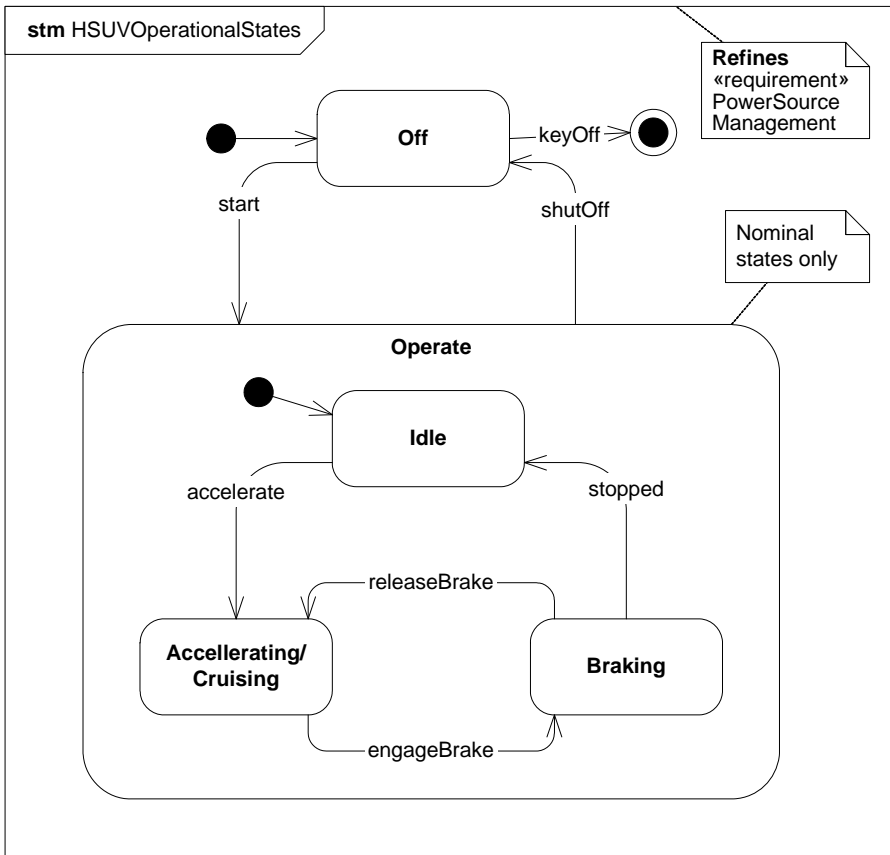 stm HSUVOperationalStates
Refines
«requirement»
PowerSource
Management
Off
keyOff
start
shutOff
Nominal
states only
Operate
Idle
accelerate
stopped
releaseBrake
Accellerating/
Cruising
Braking
engageBrake